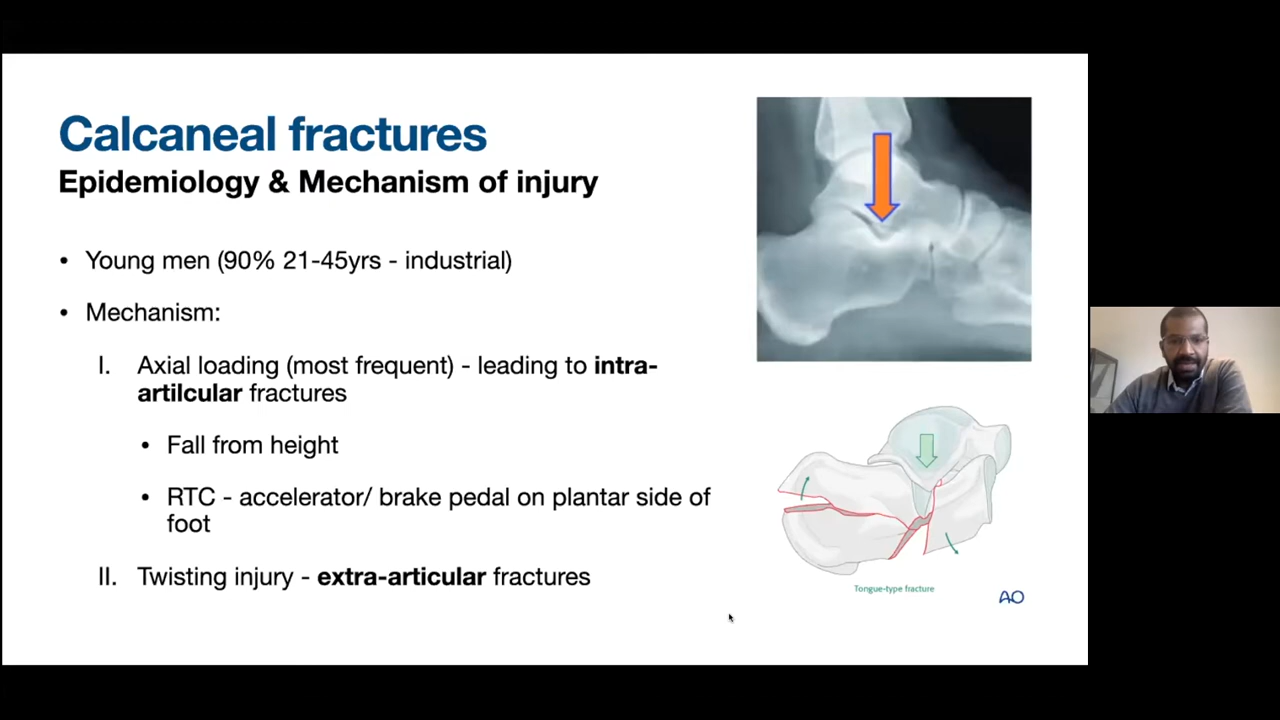 Calcaneal fractures
Epidemiology & Mechanism of injury
• Young men (90% 21-45yrs - industrial)
• Mechanism:
I. Axial loading (most frequent) - leading to intra-
artilcular fractures
• Fall from height
• RTC - accelerator/ brake pedal on plantar side of
foot
II. Twisting injury - extra-articular fractures
Tongue-type fracture
AO